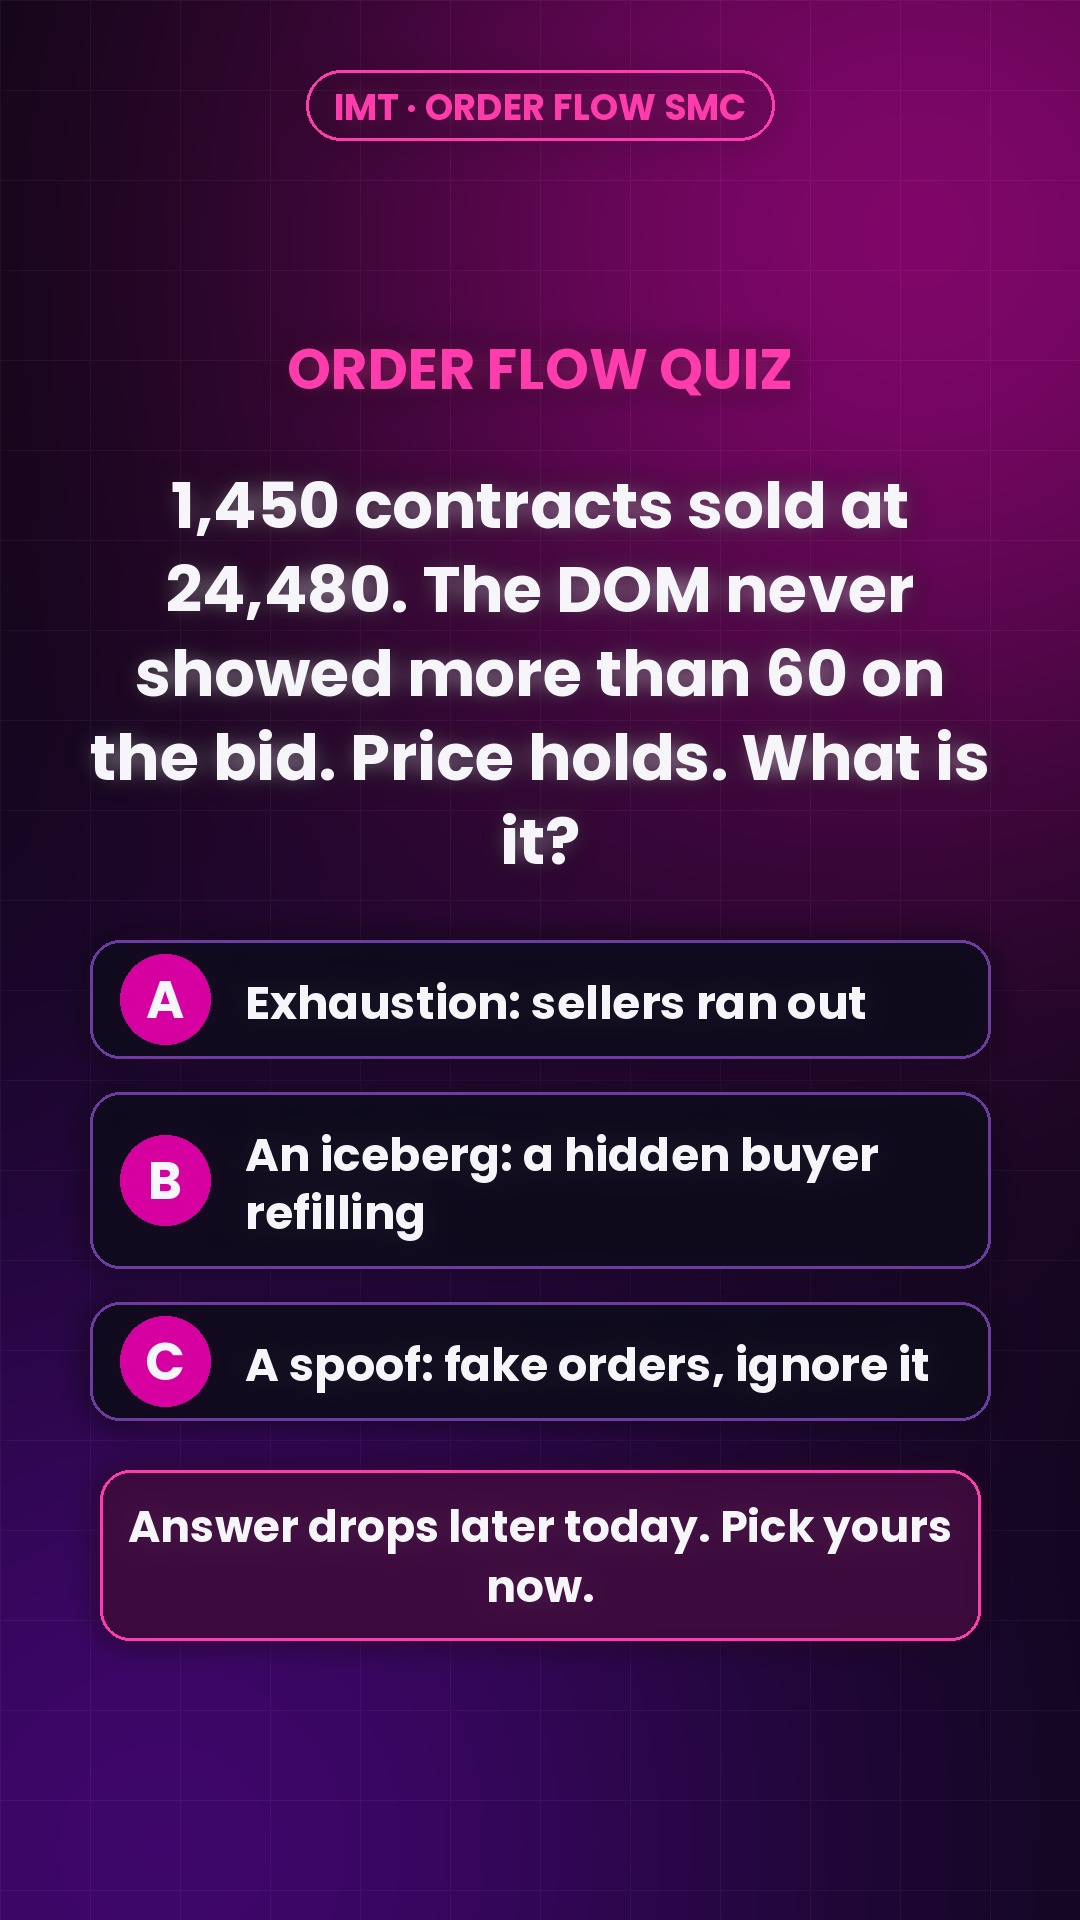 IMT · ORDER FLOW SMC
ORDER FLOW QUIZ
1,450 contracts sold at
24,480. The DOM never
showed more than 60 on
the bid. Price holds. What is
it?
A Exhaustion: sellers ran out
B An iceberg: a hidden buyer
refilling
C A spoof: fake orders, ignore it
Answer drops later today. Pick yours
now.